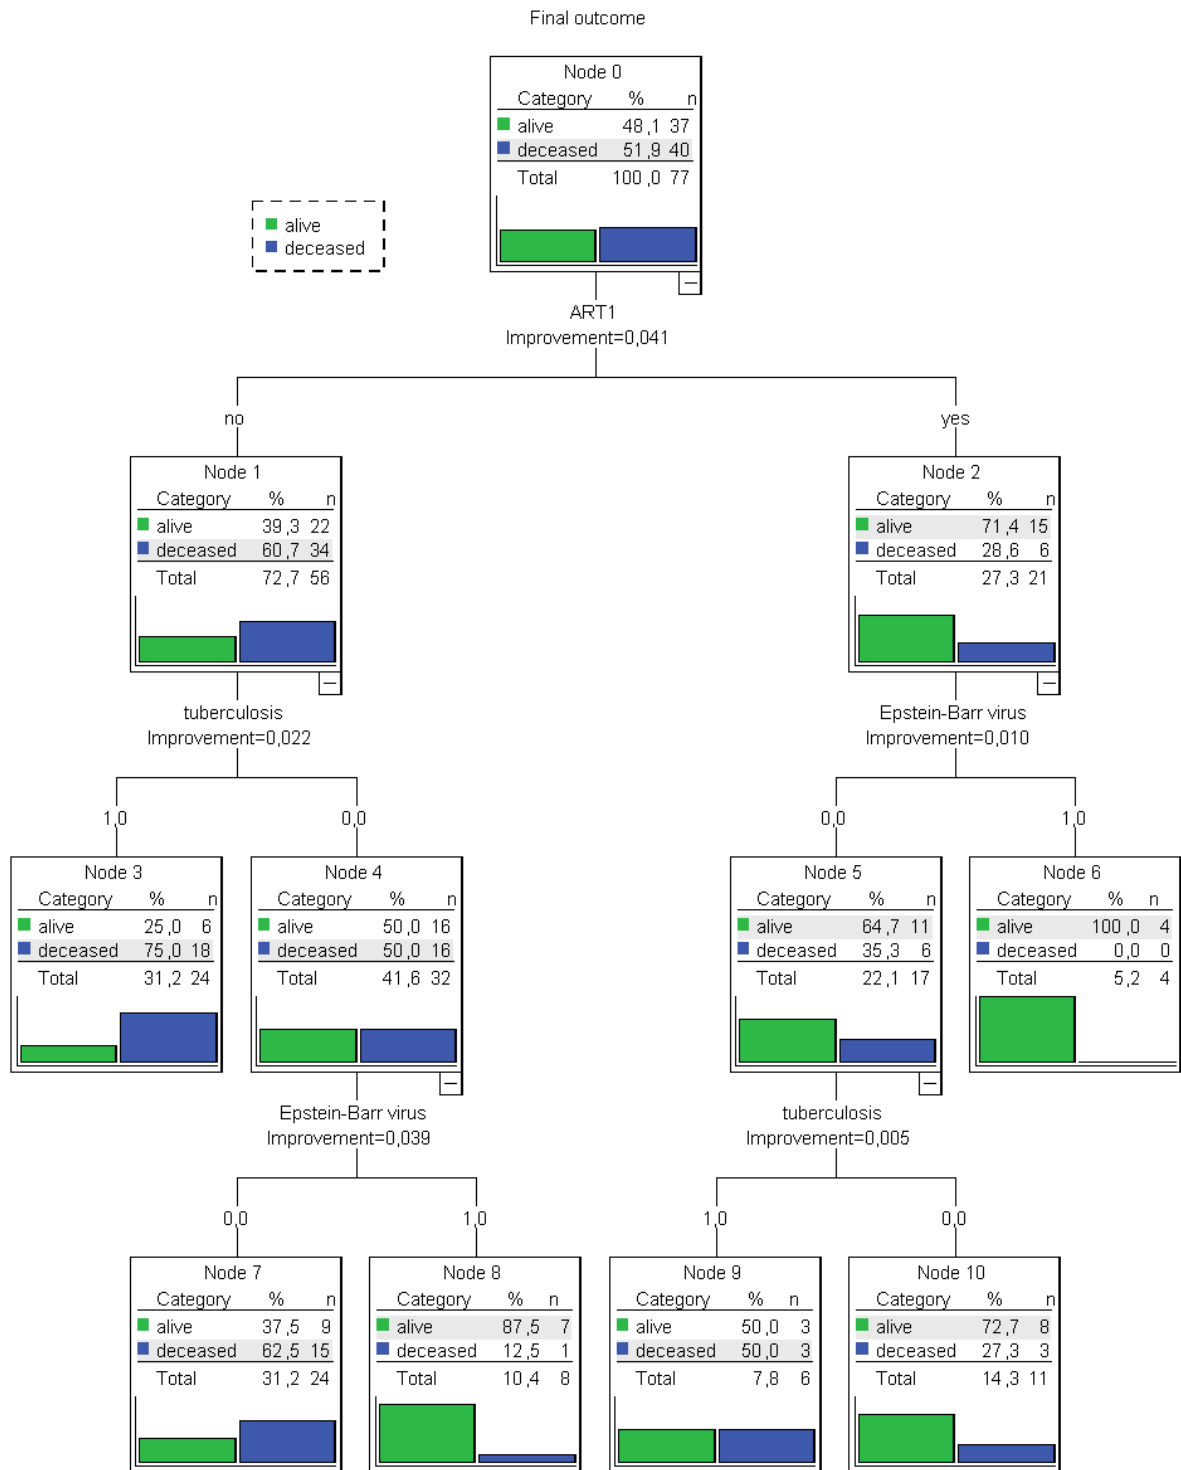 Final outcome
Node 0
Category % n
alive 48,1 37
deceased 51,9 40
Total 100,0 77
alive
deceased
ART1
Improvement=0,041
no
yes
Node 1
Category % n
alive 39,3 22
deceased 60,7 34
Total 72,7 56
Node 2
Category % n
alive 71,4 15
deceased 28,6 6
Total 27,3 21
tuberculosis
Improvement=0,022
Epstein-Barr virus
Improvement=0,010
1,0
0,0
0,0
1,0
Node 3
Category % n
alive 25,0 6
deceased 75,0 18
Total 31,2 24
Node 4
Category % n
alive 50,0 16
deceased 50,0 16
Total 41,6 32
Node 5
Category % n
alive 64,7 11
deceased 35,3 6
Total 22,1 17
Node 6
Category % n
alive 100,0 4
deceased 0,0 0
Total 5,2 4
Epstein-Barr virus
Improvement=0,039
tuberculosis
Improvement=0,005
0,0
1,0
1,0
0,0
Node 7
Category % n
alive 37,5 9
deceased 62,5 15
Total 31,2 24
Node 8
Category % n
alive 87,5 7
deceased 12,5 1
Total 10,4 8
Node 9
Category % n
alive 50,0 3
deceased 50,0 3
Total 7,8 6
Node 10
Category % n
alive 72,7 8
deceased 27,3 3
Total 14,3 11